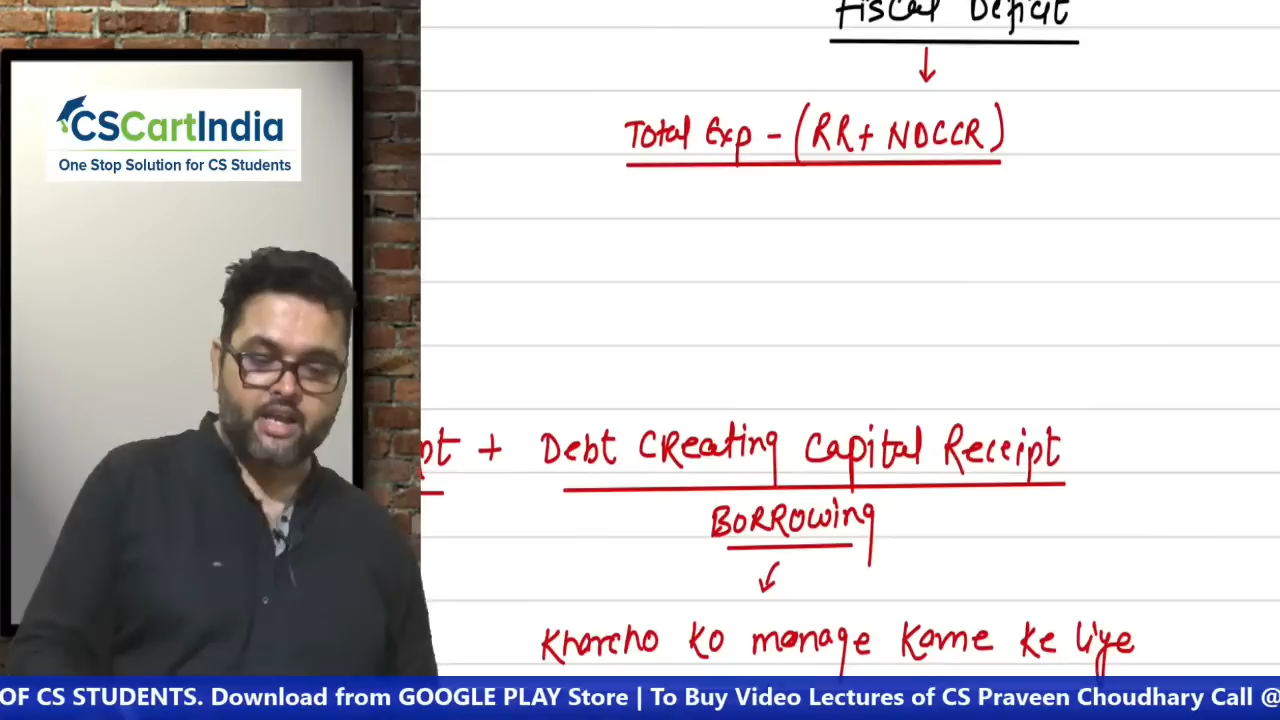 Fiscal Deficit
Total Exp - (RR+ NDCCR)
CSCartIndia
One Stop Solution for CS Students
pt + Debt CReating Capital Receipt
BORROWing
Kharcho ko manage Karne Ke liye
OF CS STUDENTS. Download from GOOGLE PLAY Store | To Buy Video Lectures of CS Praveen Choudhary Call @